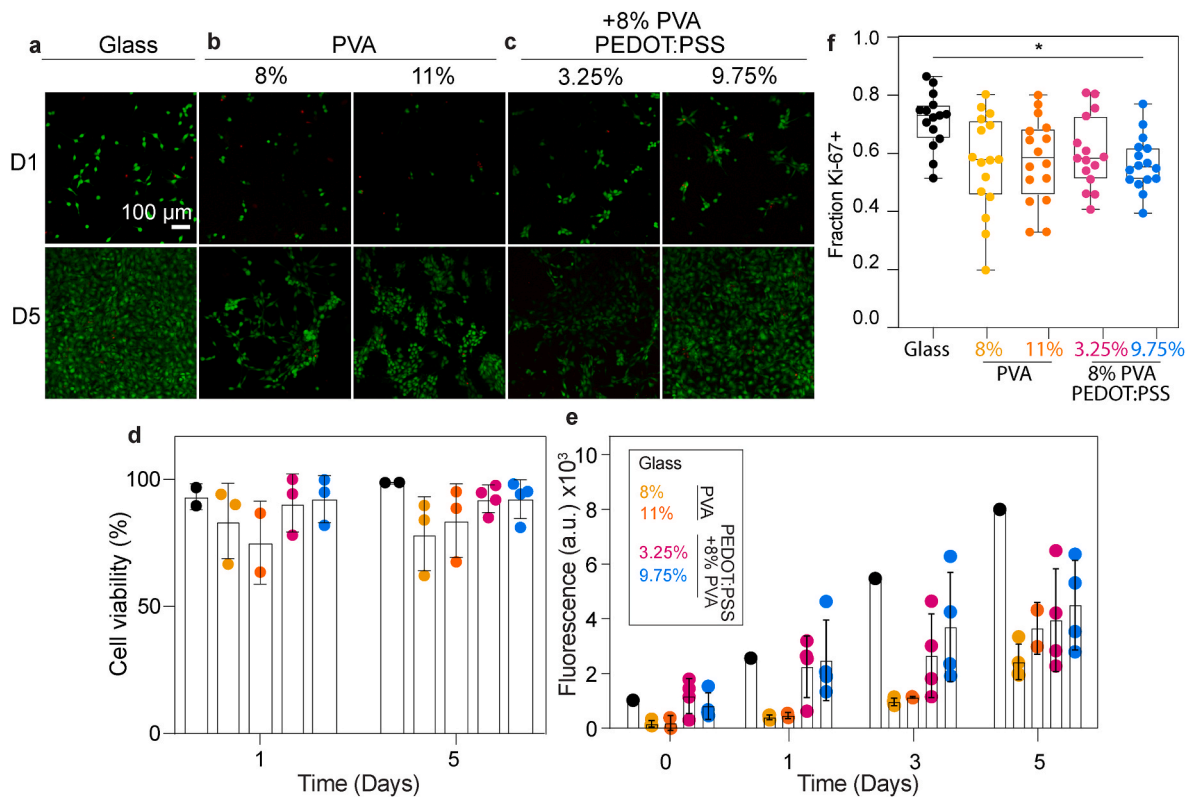 +8% PVA
a Glass b PVA c PEDOT:PSS
8% 11% 3.25% 9.75%
D1
100 µm
D5
f
*
Fraction Ki-67+
1.0
0.8
0.6
0.4
0.2
0.0
Glass 8% 11% 3.25% 9.75%
PVA 8% PVA
PEDOT:PSS
d
Cell viability (%)
100
50
0
1 5
Time (Days)
e
Fluorescence (a.u.) x10³
8
6
4
2
0
Glass
8%
11%
PVA
3.25%
9.75%
PEDOT:PSS
+8% PVA
0 1 3 5
Time (Days)